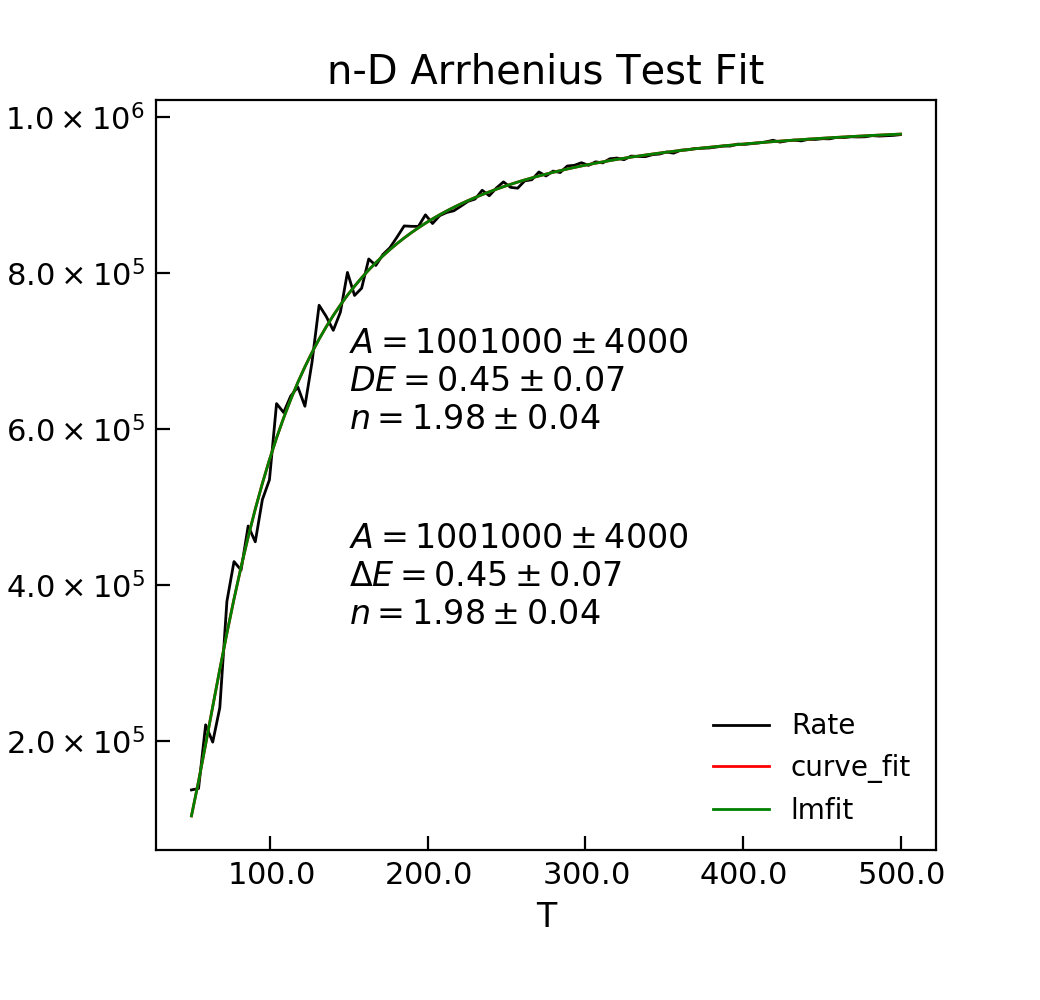 n-D Arrhenius Test Fit
1.0 × 10⁶
8.0 × 10⁵
6.0 × 10⁵
4.0 × 10⁵
2.0 × 10⁵
A = 1001000 ± 4000
DE = 0.45 ± 0.07
n = 1.98 ± 0.04
A = 1001000 ± 4000
ΔE = 0.45 ± 0.07
n = 1.98 ± 0.04
Rate
curve_fit
lmfit
100.0 200.0 300.0 400.0 500.0
T